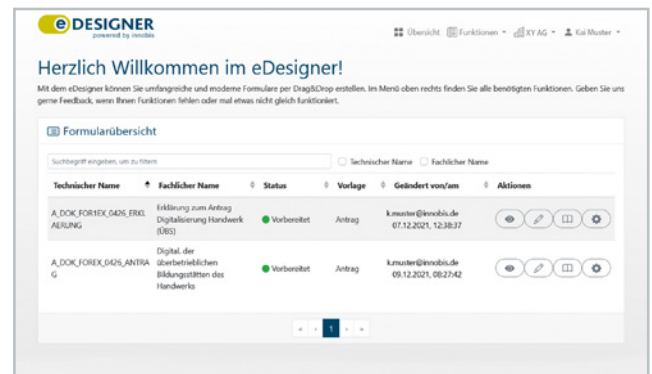 e DESIGNER
powered by innobis
Übersicht Funktionen XY AG Kai Muster
Herzlich Willkommen im eDesigner!
Mit dem eDesigner können Sie umfangreiche und moderne Formulare per Drag&Drop erstellen. Im Menü oben rechts finden Sie alle benötigten Funktionen. Geben Sie uns
gerne Feedback, wenn Ihnen Funktionen fehlen oder mal etwas nicht gleich funktioniert.
Formularübersicht
Suchbegriff eingeben, um zu filtern
Technischer Name Fachlicher Name
Technischer Name Fachlicher Name Status Vorlage Geändert von/am Aktionen
A_DOK_FOR1EX_0426_ERKL
AERUNG
Erklärung zum Antrag
Digitalisierung Handwerk
(ÜBS)
Vorbereitet
Antrag
k.muster@innobis.de
07.12.2021, 12:38:37
A_DOK_FOREX_0426_ANTRA
G
Digital. der
überbetrieblichen
Bildungsstätten des
Handwerks
Vorbereitet
Antrag
k.muster@innobis.de
09.12.2021, 08:27:42
« ‹ 1 › »